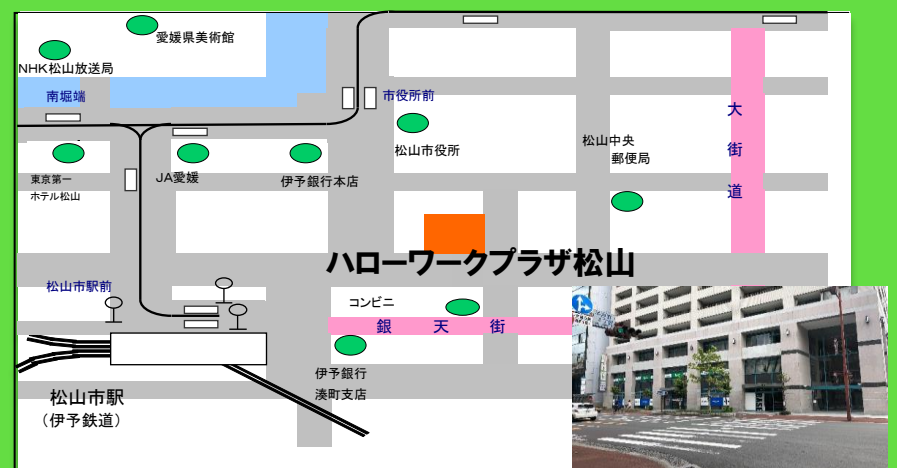 愛媛県美術館
NHK松山放送局
南堀端
市役所前
大街道
松山市役所
松山中央
郵便局
東京第一
ホテル松山
JA愛媛
伊予銀行本店
ハローワークプラザ松山
松山市駅前
コンビニ
銀天街
伊予銀行
湊町支店
松山市駅
（伊予鉄道）